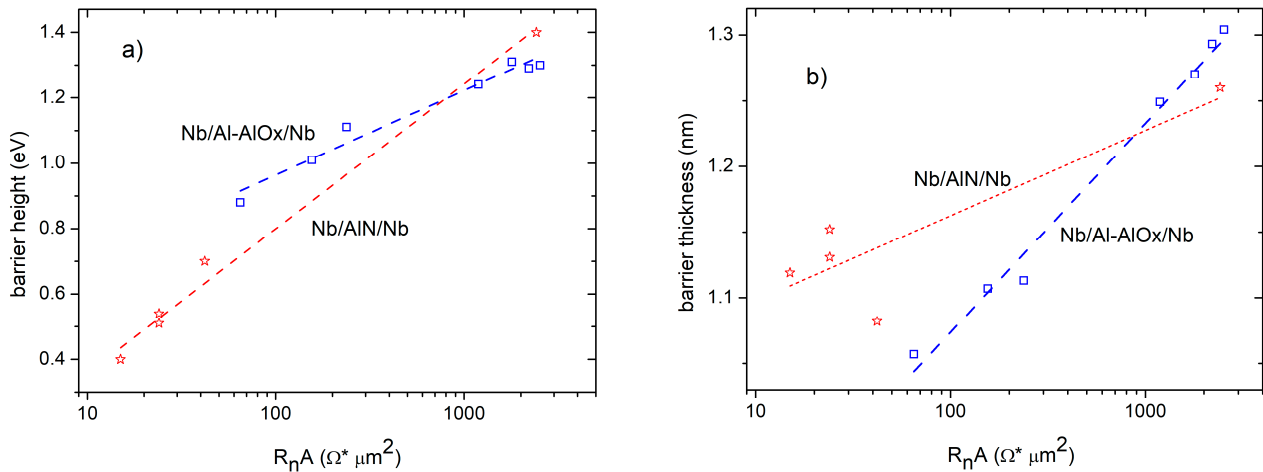 a)
barrier height (eV)
1.4
1.2
1.0
0.8
0.6
0.4
Nb/Al-AlOx/Nb
Nb/AlN/Nb
10
100
1000
RnA (Ω* μm²)
b)
barrier thickness (nm)
1.3
1.2
1.1
Nb/AlN/Nb
Nb/Al-AlOx/Nb
10
100
1000
RnA (Ω* μm²)